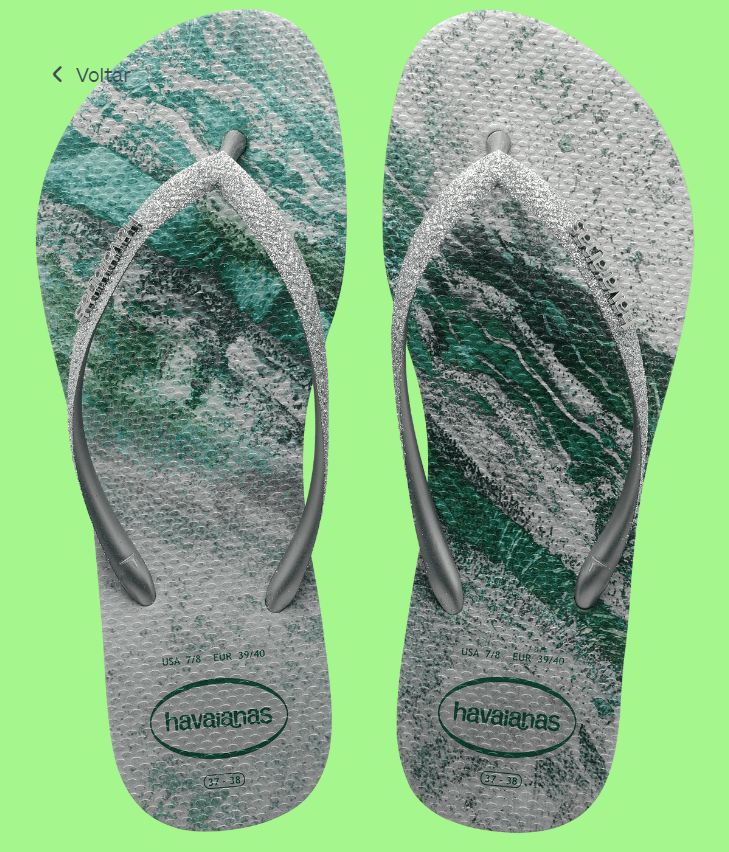 Voltar
USA 7/8 EUR 39/40
USA 7/8 EUR 39/40
havaianas
havaianas
37 - 38
37 - 38